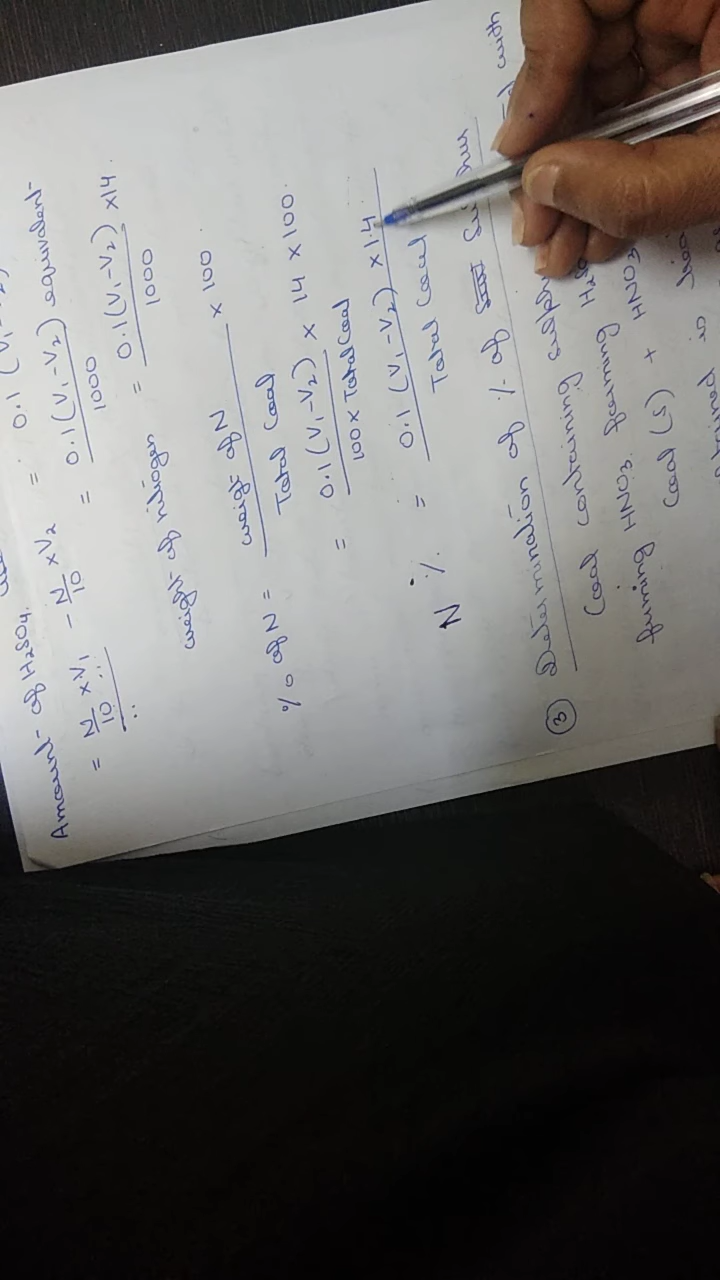 = 0.1 (V₁-V₂)
Amount of H₂SO₄
= N/10 × V₁ - N/10 × V₂ = 0.1(V₁-V₂)/1000 equivalent
weight of nitrogen = 0.1(V₁-V₂)/1000 × 14.
% of N = weight of N / Total Coal × 100
= 0.1(V₁-V₂)/100 × Total Coal × 14 × 100.
N % = 0.1 (V₁-V₂) × 1.4 / Total Coal
③ Determination of % of Sulphur
Coal containing with
fuming HNO₃ forming
Coal (S) + HNO₃
is